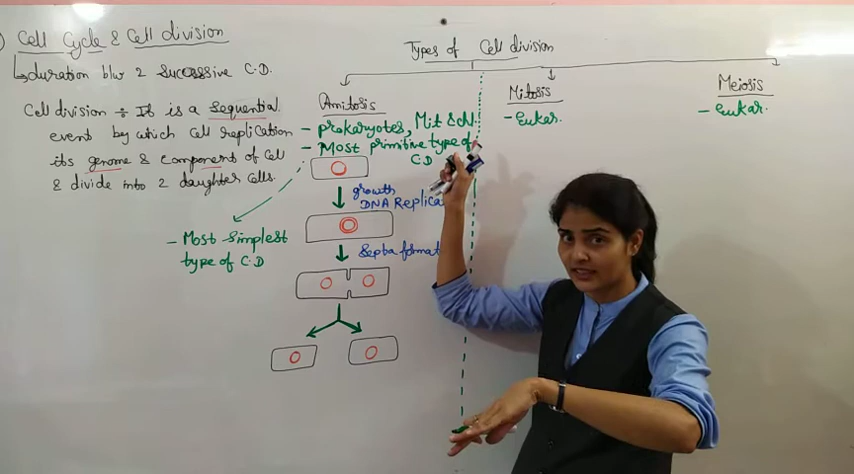 Cell Cycle & Cell division
duration b/w 2 Successive C.D.
Cell division ÷ It is a Sequential
event by which Cell replication
its genome & component of Cell
& divide into 2 daughter Cells.
Types of Cell division
Amitosis
- prokaryotes, Mit & chl.
- Most primitive type of
C.D
growth
DNA Replica
Septa format
- Most Simplest
type of C.D
Mitosis
- Eukar.
Meiosis
- Eukar.